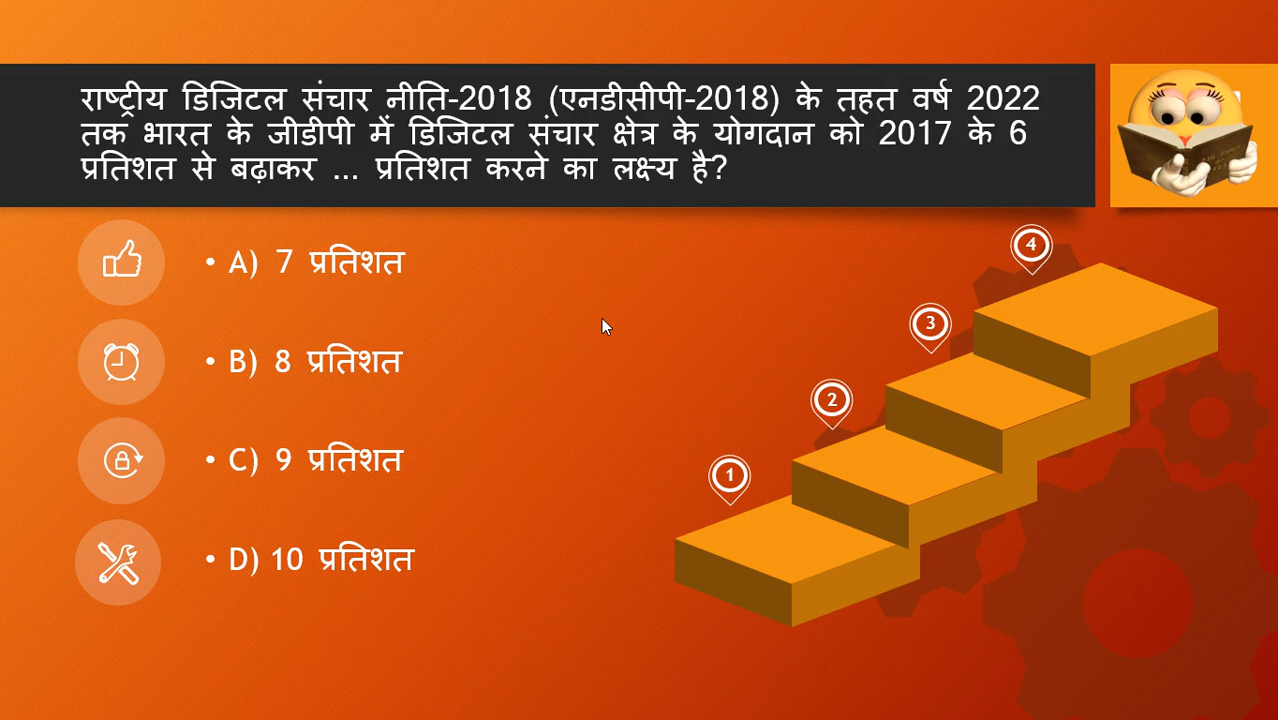 राष्ट्रीय डिजिटल संचार नीति-2018 (एनडीसीपी-2018) के तहत वर्ष 2022
तक भारत के जीडीपी में डिजिटल संचार क्षेत्र के योगदान को 2017 के 6
प्रतिशत से बढ़ाकर ... प्रतिशत करने का लक्ष्य है?
• A) 7 प्रतिशत
• B) 8 प्रतिशत
• C) 9 प्रतिशत
• D) 10 प्रतिशत
4
3
2
1